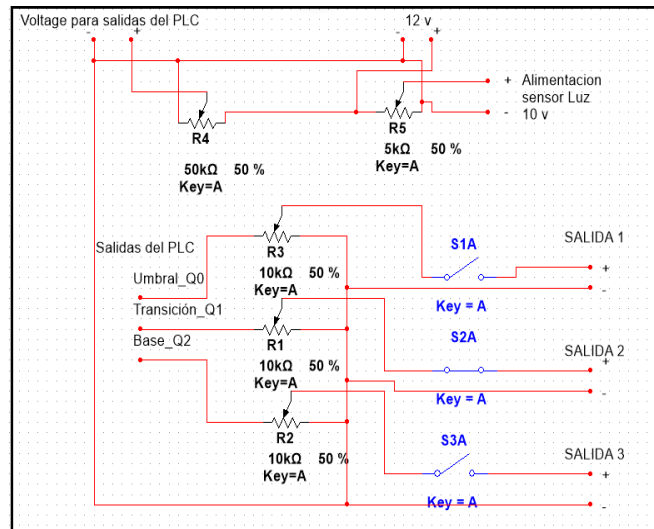 Voltage para salidas del PLC
12 v
- +
- +
+ Alimentacion
sensor Luz
- 10 v
R4
R5
50kΩ 50 %
Key=A
5kΩ 50 %
Key=A
Salidas del PLC
R3
S1A
SALIDA 1
Umbral_Q0
10kΩ 50 %
Key=A
+
-
Key = A
Transición_Q1
R1
S2A
Base_Q2
10kΩ 50 %
Key=A
SALIDA 2
+
Key = A
-
R2
S3A
SALIDA 3
10kΩ 50 %
Key=A
+
Key = A
-